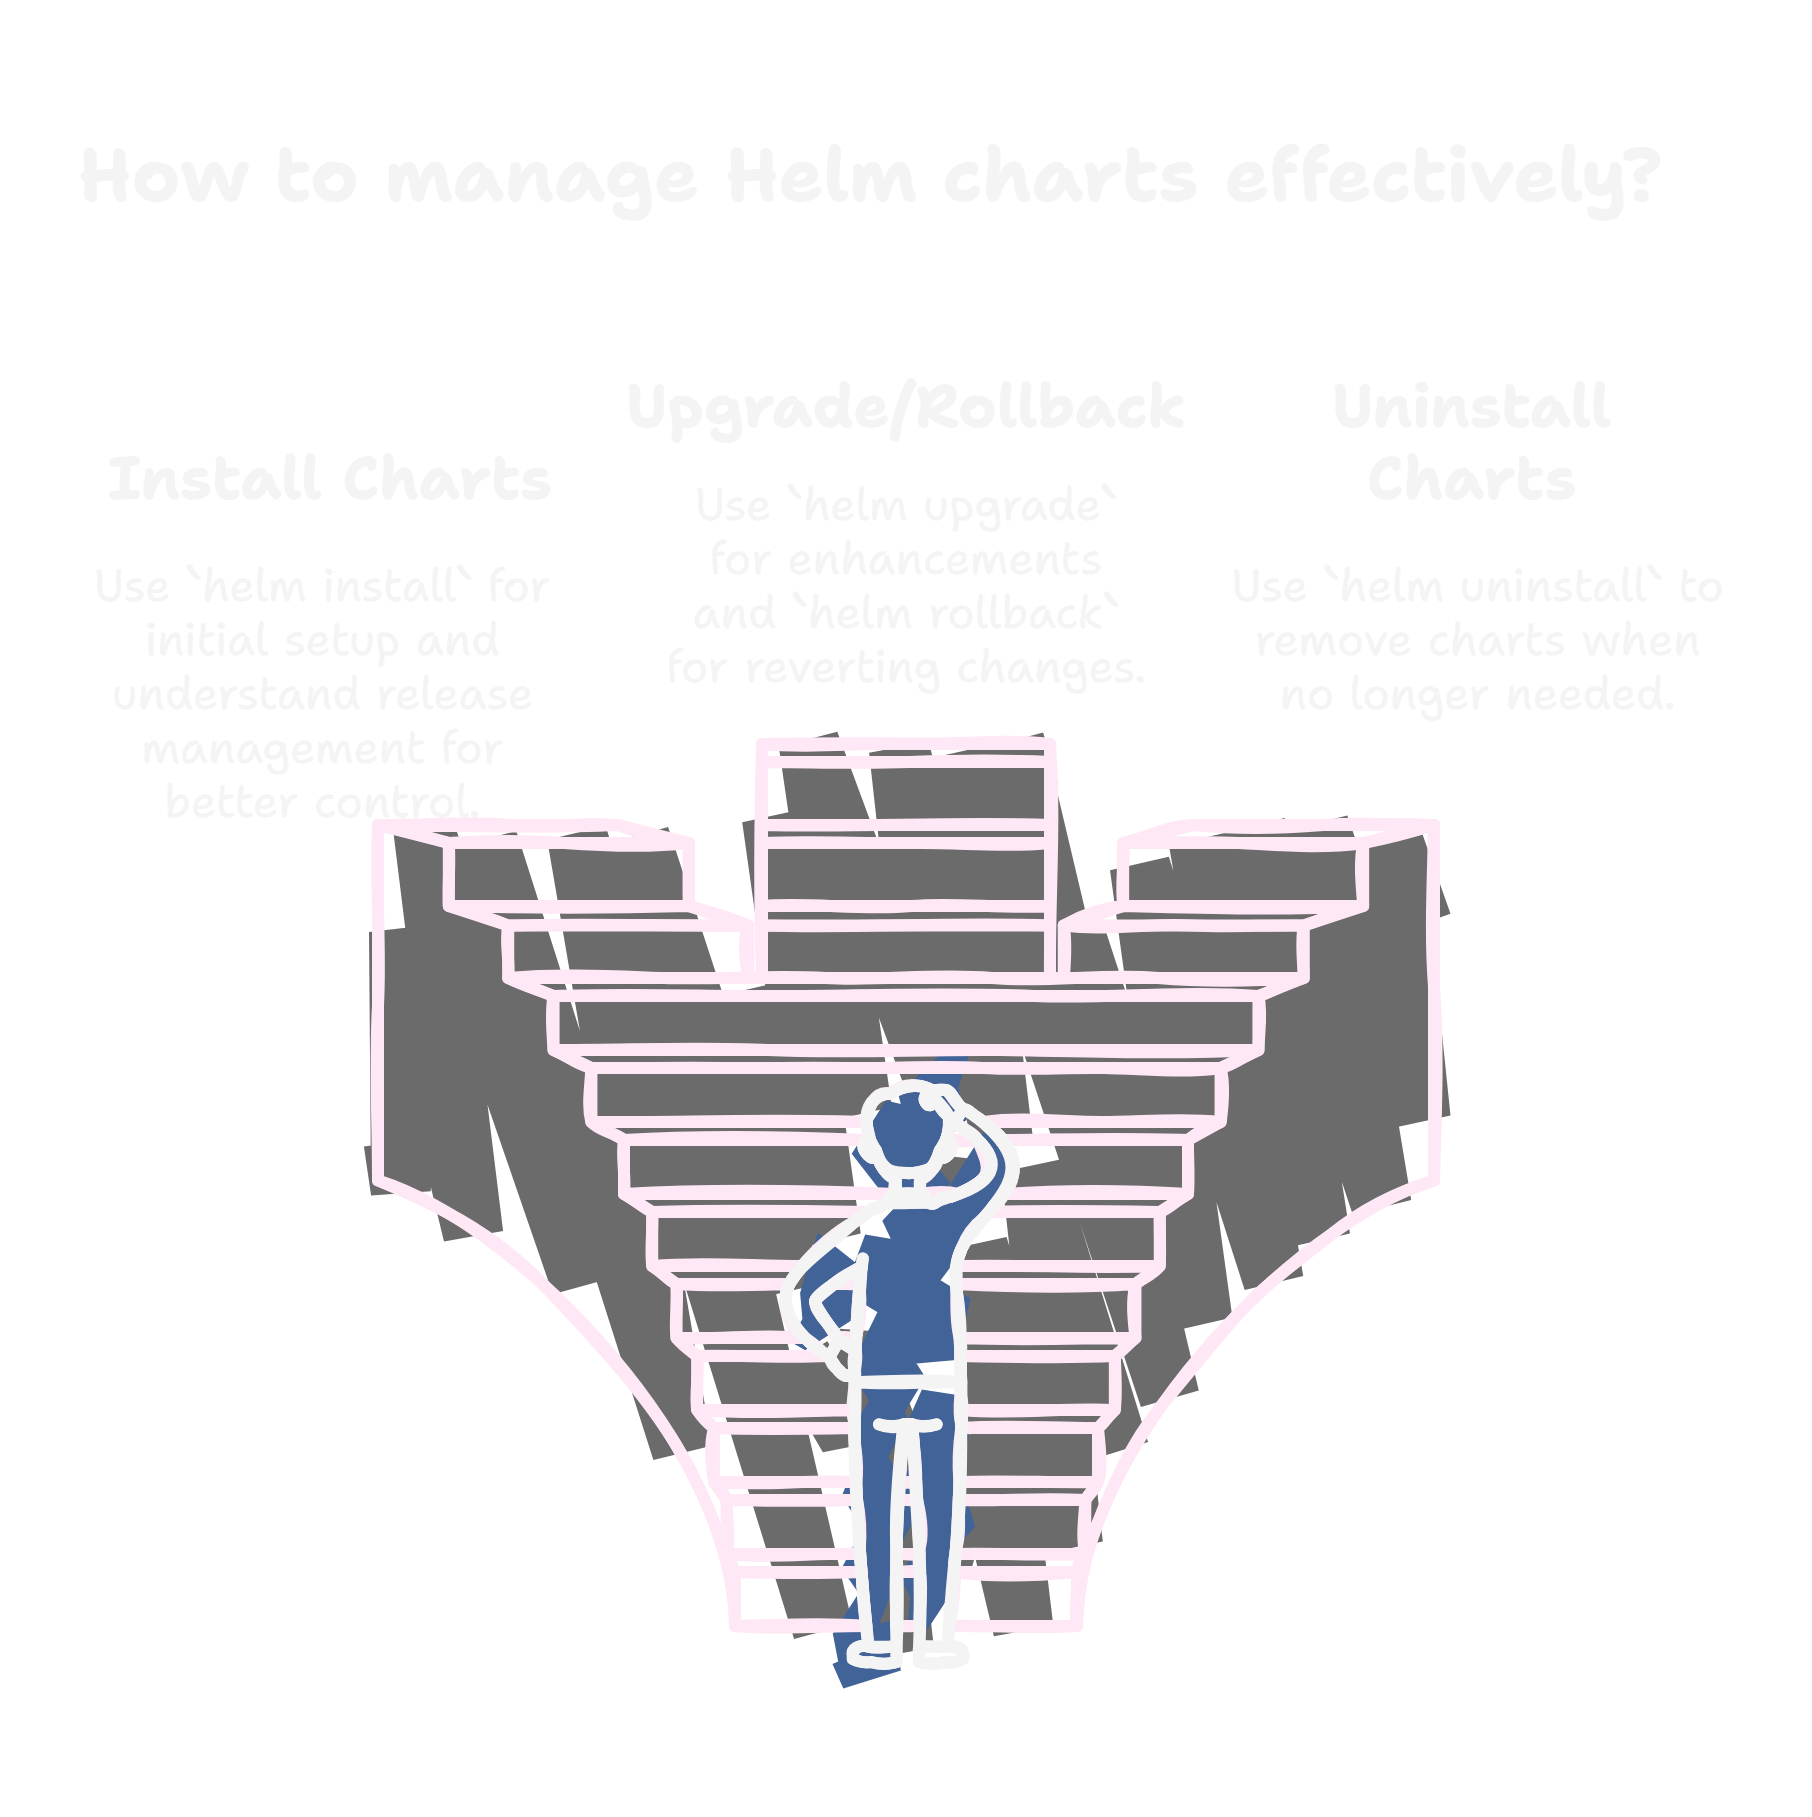 How to manage Helm charts effectively?
Install Charts
Use `helm install` for
initial setup and
understand release
management for
better control.
Upgrade/Rollback
Use `helm upgrade`
for enhancements
and `helm rollback`
for reverting changes.
Uninstall
Charts
Use `helm uninstall` to
remove charts when
no longer needed.